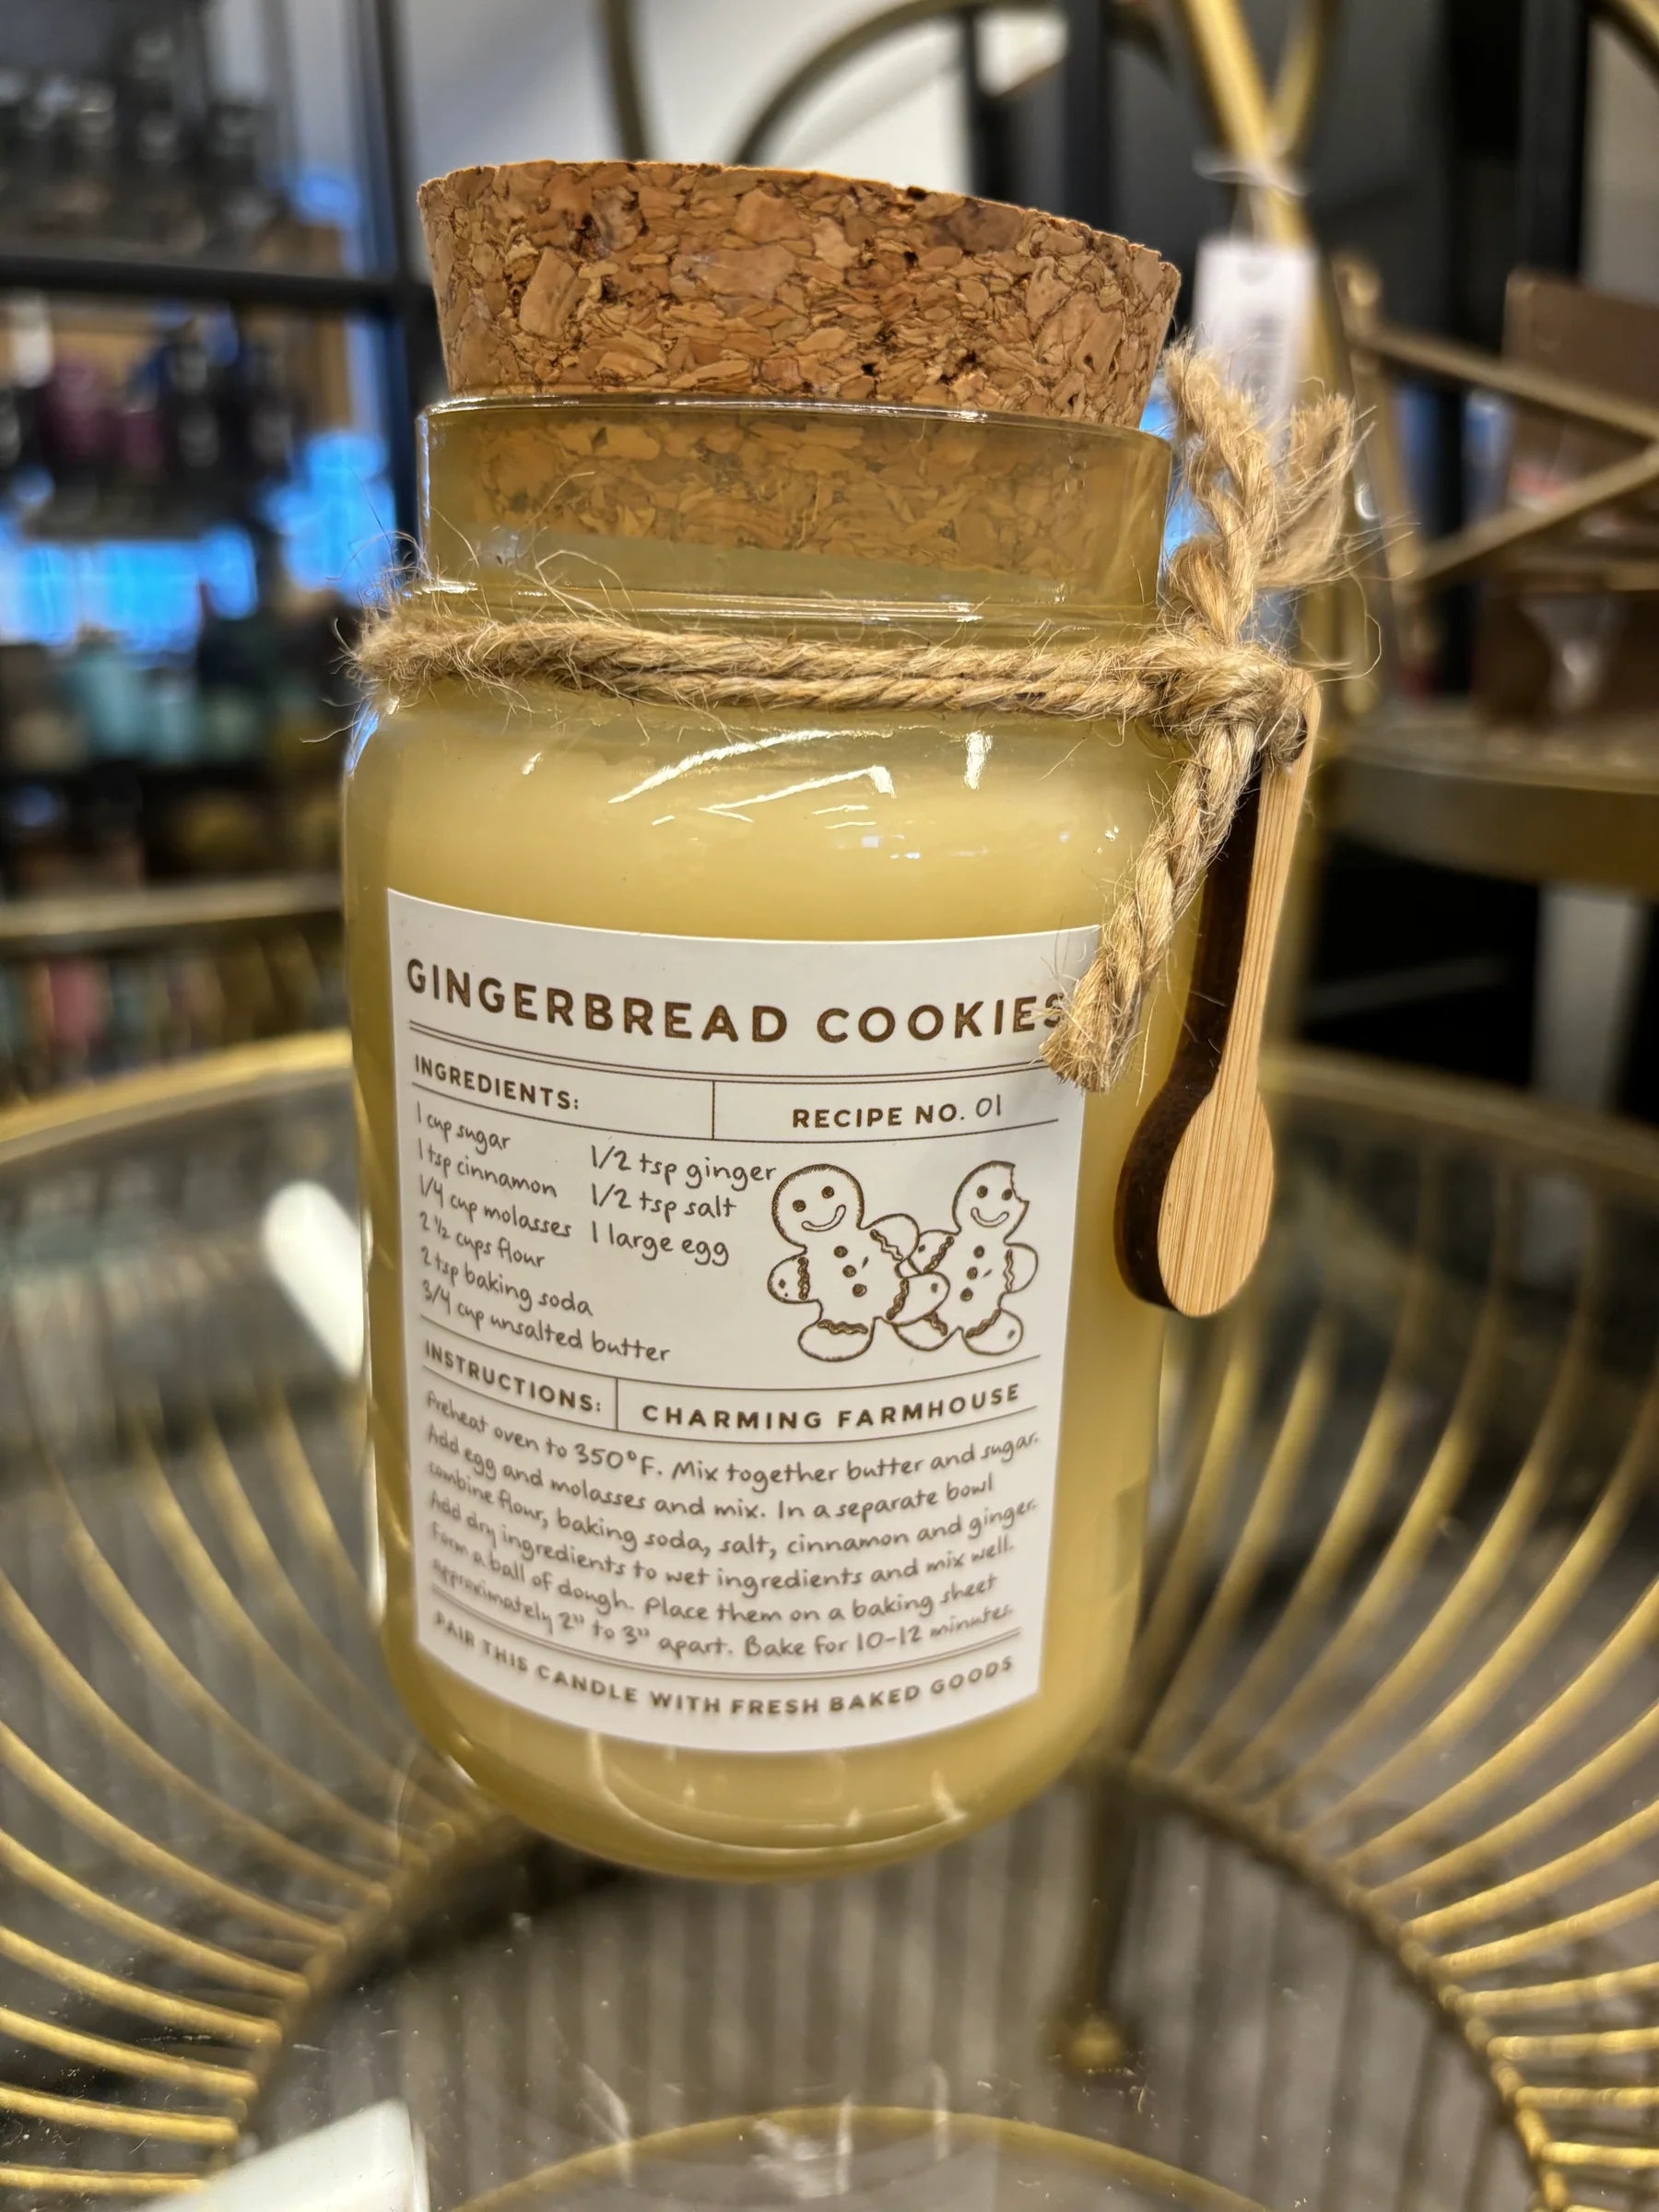 GINGERBREAD COOKIES
INGREDIENTS:
RECIPE NO. 01
1 cup sugar
1 tsp cinnamon
1/4 cup molasses
2 1/2 cups flour
2 tsp baking soda
3/4 cup unsalted butter
1/2 tsp ginger
1/2 tsp salt
1 large egg
INSTRUCTIONS:
CHARMING FARMHOUSE
Preheat oven to 350°F. Mix together butter and sugar.
Add egg and molasses and mix. In a separate bowl
combine flour, baking soda, salt, cinnamon and ginger.
Add dry ingredients to wet ingredients and mix well.
Form a ball of dough. Place them on a baking sheet
approximately 2" to 3" apart. Bake for 10-12 minutes.
PAIR THIS CANDLE WITH FRESH BAKED GOODS